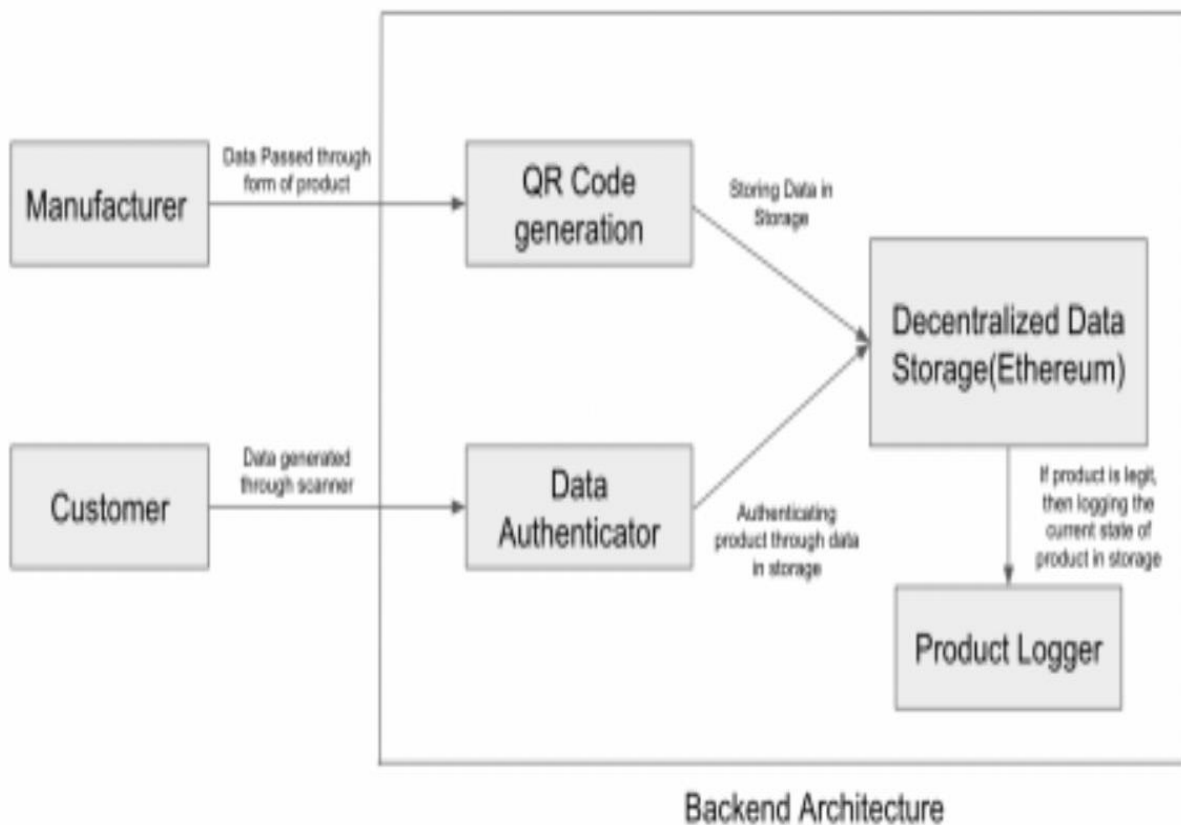 Manufacturer
Data Passed through
form of product
QR Code
generation
Storing Data in
Storage
Decentralized Data
Storage(Ethereum)
Customer
Data generated
through scanner
Data
Authenticator
Authenticating
product through data
in storage
If product is legit,
then logging the
current state of
product in storage
Product Logger
Backend Architecture